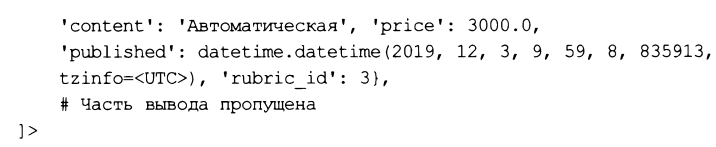 'content': 'Автоматическая', 'price': 3000.0,
'published': datetime.datetime(2019, 12, 3, 9, 59, 8, 835913,
tzinfo=<UTC>), 'rubric_id': 3},
# Часть вывода пропущена
]>